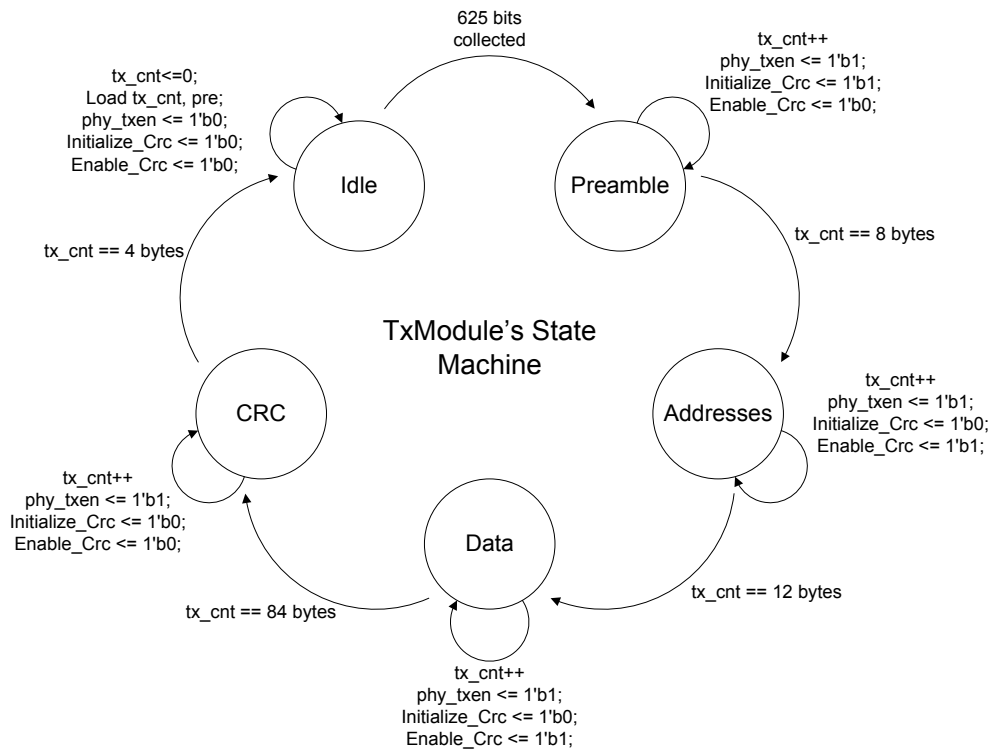 625 bits
collected
tx_cnt<=0;
Load tx_cnt, pre;
phy_txen <= 1'b0;
Initialize_Crc <= 1'b0;
Enable_Crc <= 1'b0;
tx_cnt++
phy_txen <= 1'b1;
Initialize_Crc <= 1'b1;
Enable_Crc <= 1'b0;
Idle
Preamble
tx_cnt == 4 bytes
tx_cnt == 8 bytes
TxModule's State
Machine
CRC
Addresses
tx_cnt++
phy_txen <= 1'b1;
Initialize_Crc <= 1'b0;
Enable_Crc <= 1'b1;
tx_cnt++
phy_txen <= 1'b1;
Initialize_Crc <= 1'b0;
Enable_Crc <= 1'b0;
Data
tx_cnt == 84 bytes
tx_cnt == 12 bytes
tx_cnt++
phy_txen <= 1'b1;
Initialize_Crc <= 1'b0;
Enable_Crc <= 1'b1;